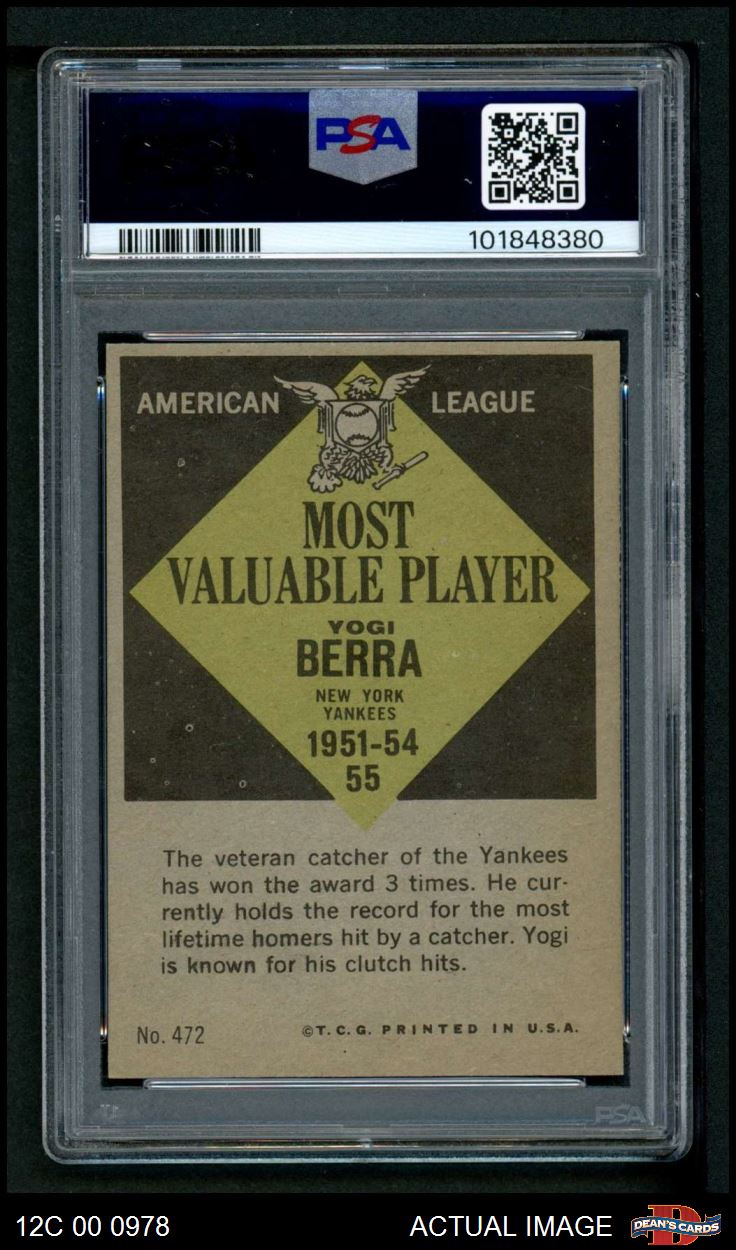 PSA
101848380
AMERICAN LEAGUE
MOST
VALUABLE PLAYER
YOGI
BERRA
NEW YORK
YANKEES
1951-54
55
The veteran catcher of the Yankees
has won the award 3 times. He cur-
rently holds the record for the most
lifetime homers hit by a catcher. Yogi
is known for his clutch hits.
No. 472 ©T.C.G. PRINTED IN U.S.A.
PSA
12C 00 0978 ACTUAL IMAGE DEAN'S CARDS